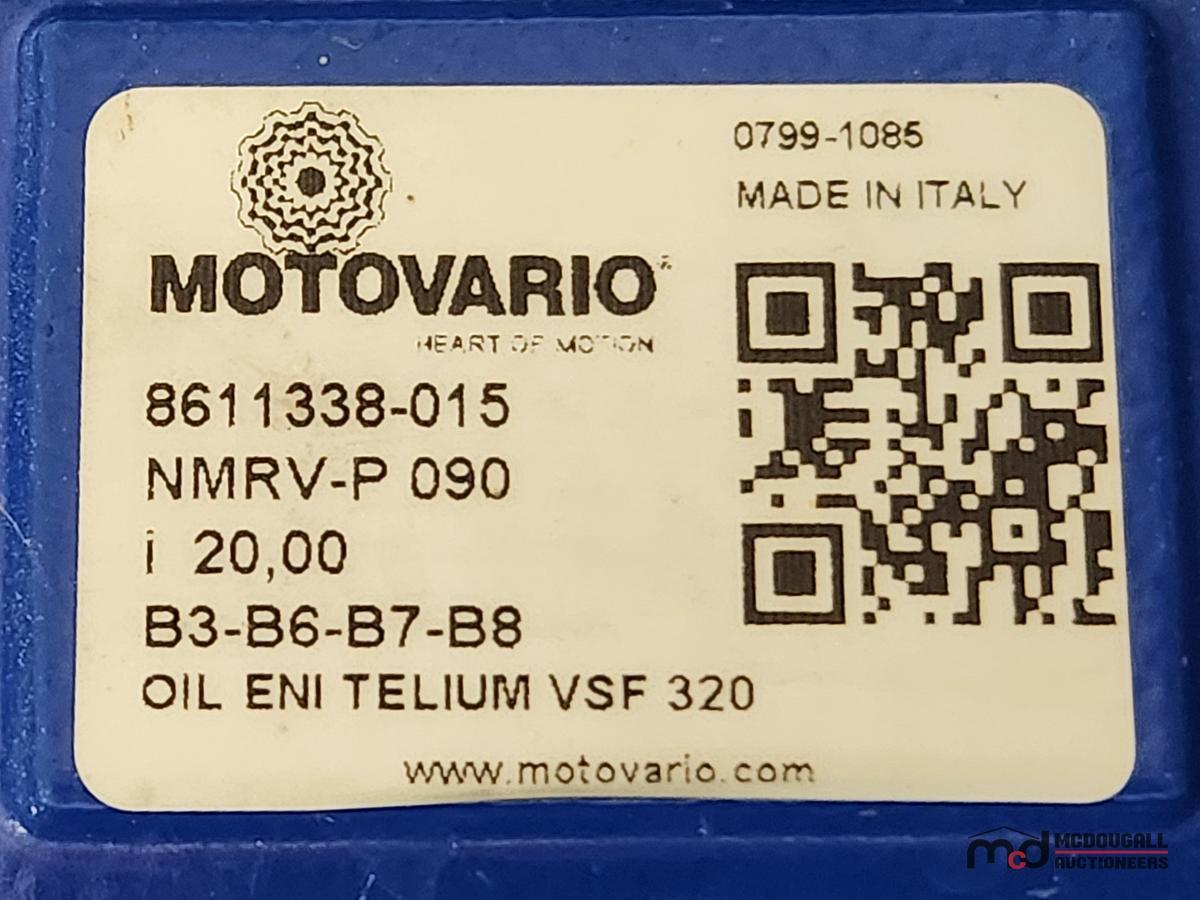 0799-1085
MADE IN ITALY
MOTOVARIO
HEART OF MOTION
8611338-015
NMRV-P 090
i 20,00
B3-B6-B7-B8
OIL ENI TELIUM VSF 320
www.motovario.com
mcd MCDOUGALL
AUCTIONEERS